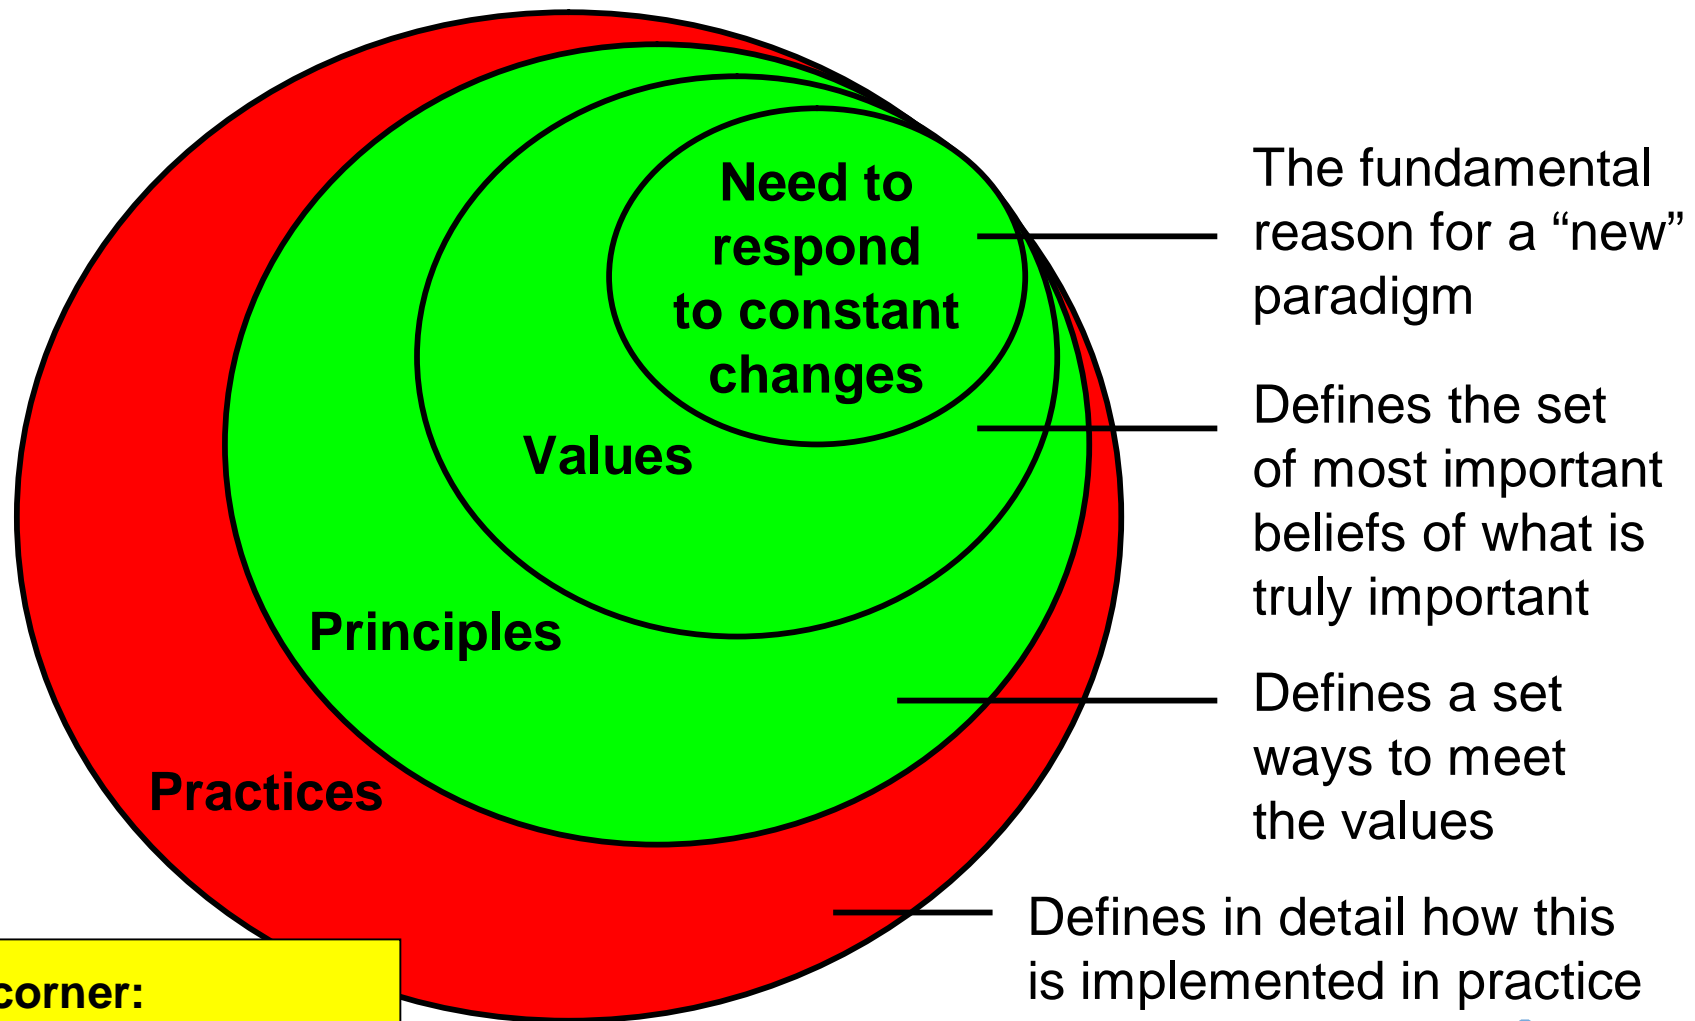 Need to
respond
to constant
changes
Values
Principles
Practices
The fundamental
reason for a “new”
paradigm
Defines the set
of most important
beliefs of what is
truly important
Defines a set
ways to meet
the values
Defines in detail how this
is implemented in practice
corner: